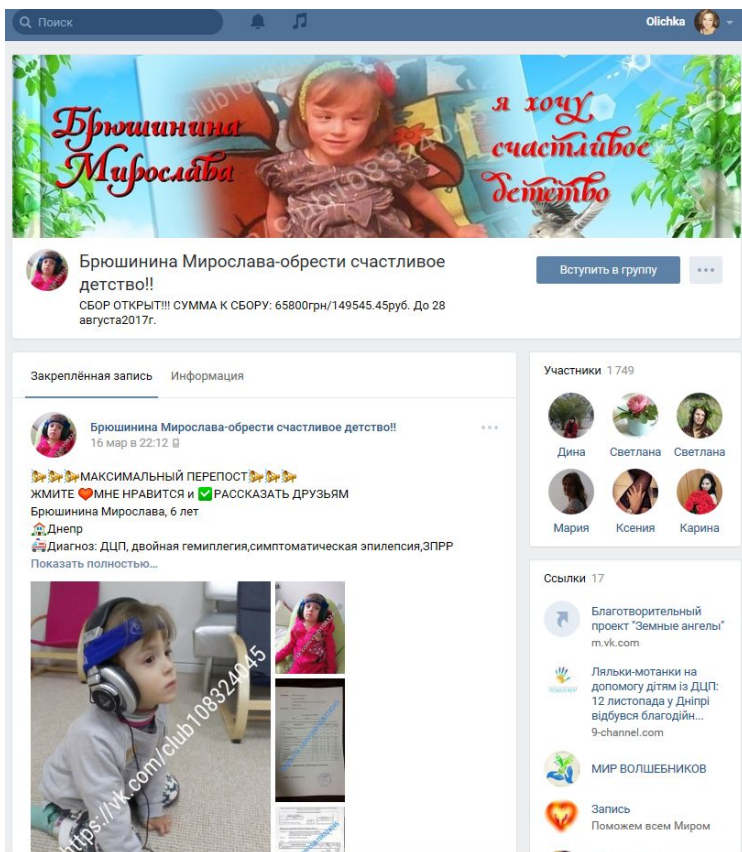 Поиск
Olichka
Брюшинина
Мирослава
я хочу
счастливое
детство
club108324045
Брюшинина Мирослава-обрести счастливое
детство!!
СБОР ОТКРЫТ!!! СУММА К СБОРУ: 65800грн/149545.45руб. До 28
августа2017г.
Вступить в группу
Закреплённая запись Информация
Брюшинина Мирослава-обрести счастливое детство!!
16 мар в 22:12
МАКСИМАЛЬНЫЙ ПЕРЕПОСТ
ЖМИТЕ ❤МНЕ НРАВИТСЯ и ✅РАССКАЗАТЬ ДРУЗЬЯМ
Брюшинина Мирослава, 6 лет
Днепр
Диагноз: ДЦП, двойная гемиплегия,симптоматическая эпилепсия,ЗПРР
Показать полностью...
https://vk.com/club108324045
Участники 1 749
Дина Светлана Светлана
Мария Ксения Карина
Ссылки 17
Благотворительный
проект "Земные ангелы"
m.vk.com
Ляльки-мотанки на
допомогу дітям із ДЦП:
12 листопада у Дніпрі
відбувся благодійн...
9-channel.com
МИР ВОЛШЕБНИКОВ
Запись
Поможем всем Миром